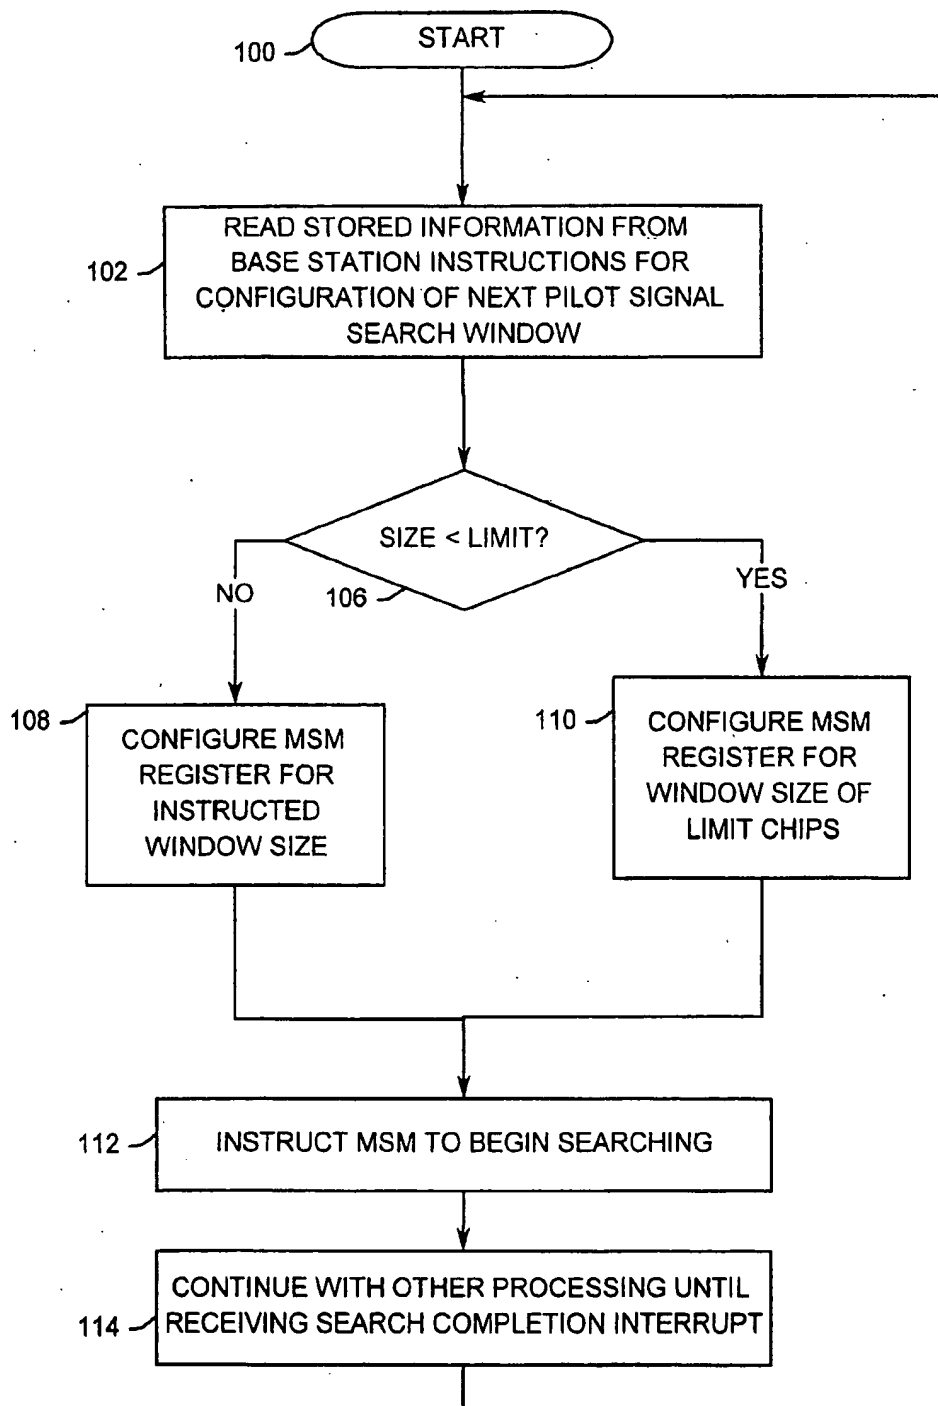 START
100
READ STORED INFORMATION FROM
BASE STATION INSTRUCTIONS FOR
CONFIGURATION OF NEXT PILOT SIGNAL
SEARCH WINDOW
102
SIZE < LIMIT?
106
NO
YES
108
CONFIGURE MSM
REGISTER FOR
INSTRUCTED
WINDOW SIZE
110
CONFIGURE MSM
REGISTER FOR
WINDOW SIZE OF
LIMIT CHIPS
112
INSTRUCT MSM TO BEGIN SEARCHING
CONTINUE WITH OTHER PROCESSING UNTIL
RECEIVING SEARCH COMPLETION INTERRUPT
114